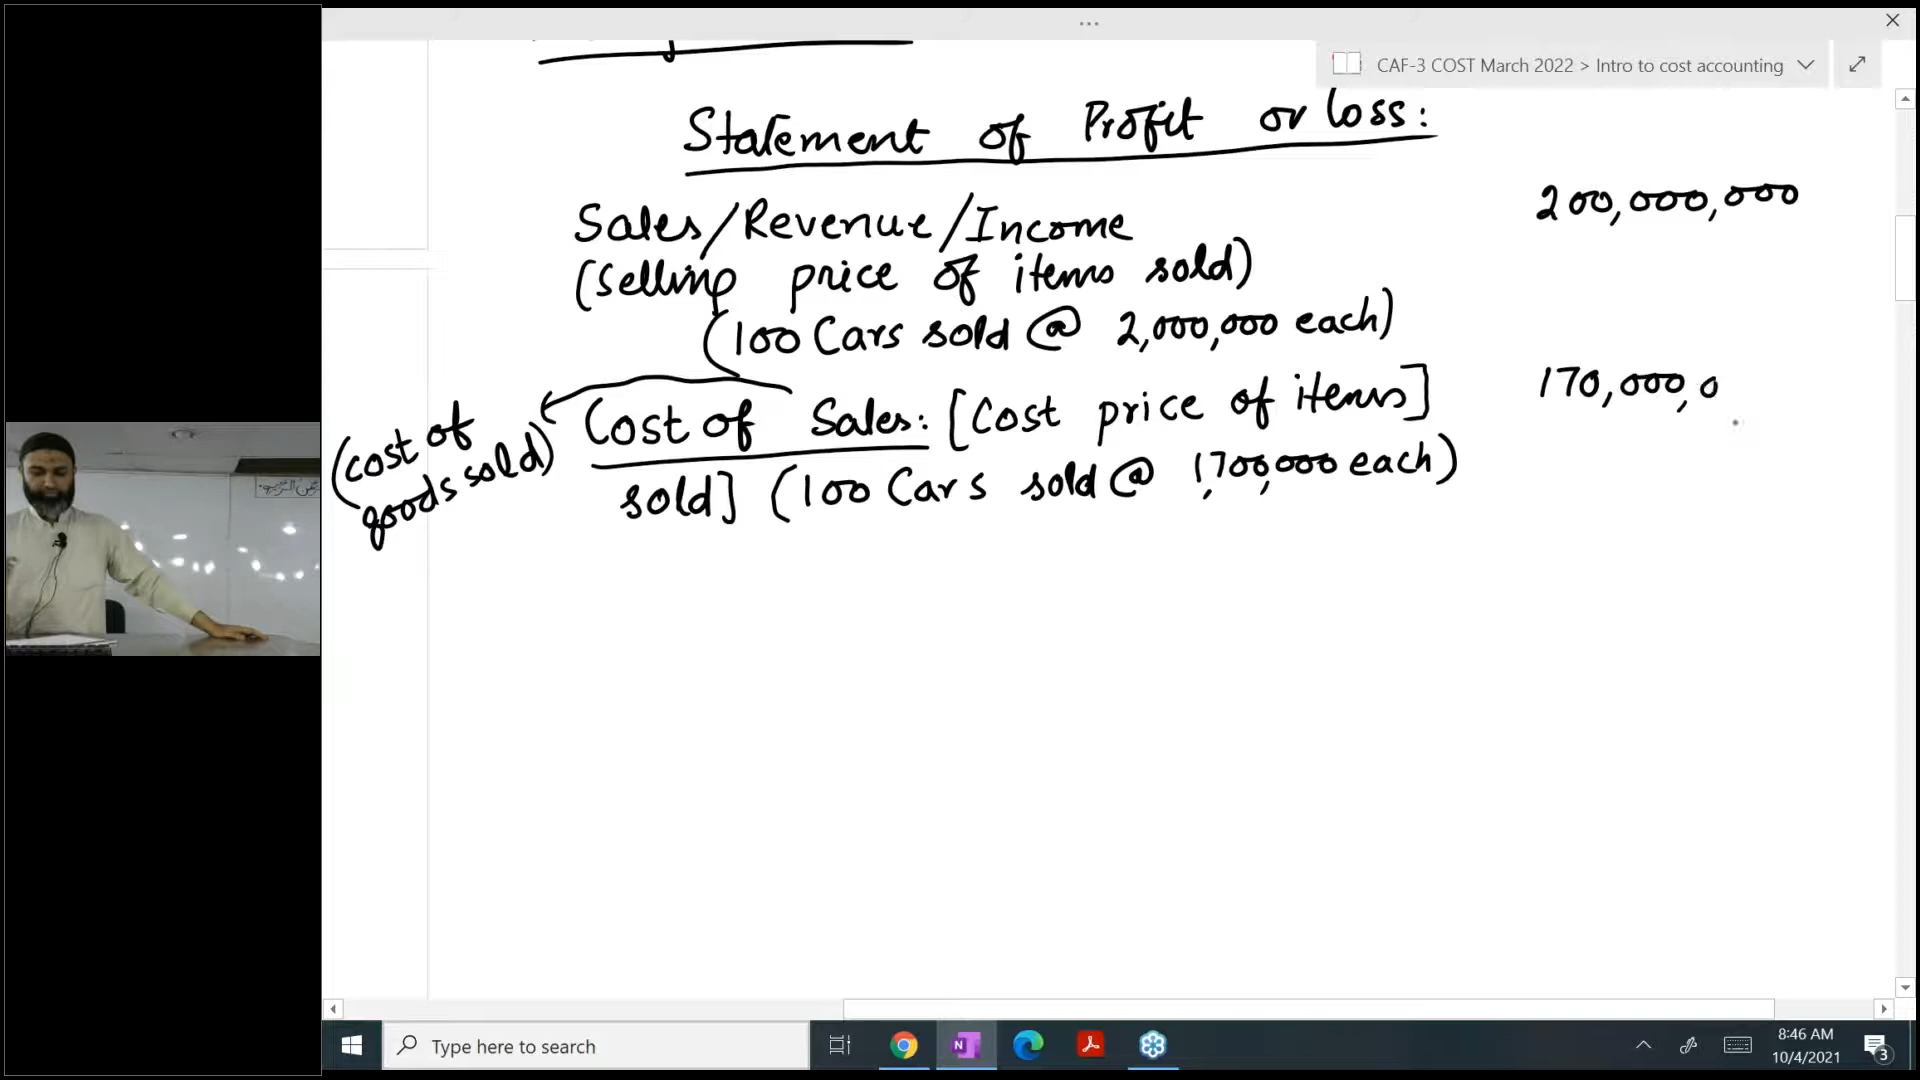 CAF-3 COST March 2022 > Intro to cost accounting
Statement of Profit or loss:
Sales/Revenue/Income 200,000,000
(Selling price of items sold)
(100 Cars sold @ 2,000,000 each)
Cost of Sales: [Cost price of items 170,000,0
sold] (100 Cars sold @ 1,700,000 each)
(cost of
goods sold)
Type here to search
8:46 AM
10/4/2021
3